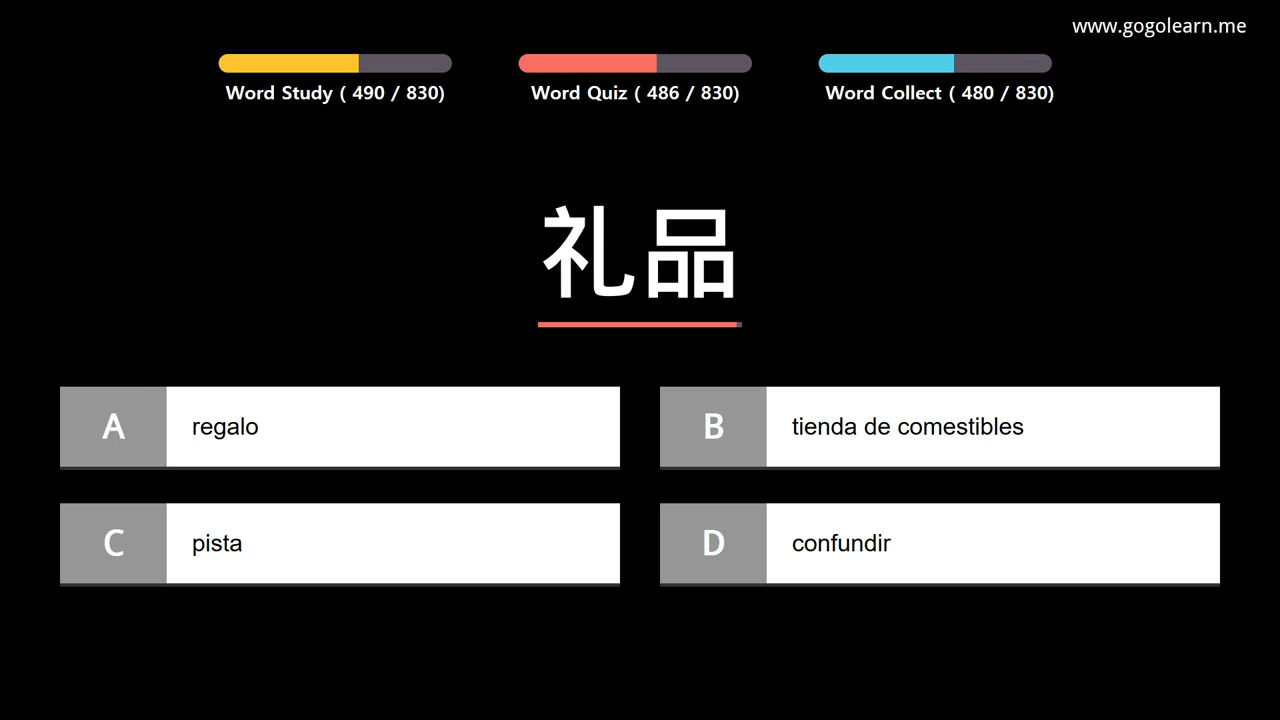 www.gogolearn.me
Word Study ( 490 / 830)
Word Quiz ( 486 / 830)
Word Collect ( 480 / 830)
礼品
A regalo
B tienda de comestibles
C pista
D confundir